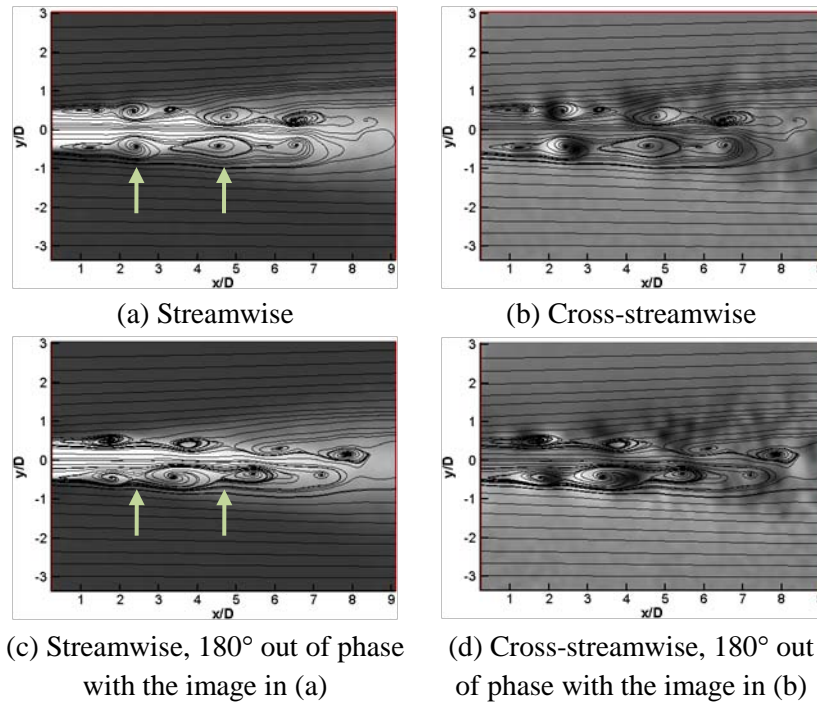 3
2
1
0
-1
-2
-3
y/D
1 2 3 4 5 6 7 8 9
x/D
(a) Streamwise
3
2
1
0
-1
-2
-3
y/D
1 2 3 4 5 6 7 8 9
x/D
(b) Cross-streamwise
3
2
1
0
-1
-2
-3
y/D
1 2 3 4 5 6 7 8 9
x/D
(c) Streamwise, 180° out of phase
with the image in (a)
3
2
1
0
-1
-2
-3
y/D
1 2 3 4 5 6 7 8
x/D
(d) Cross-streamwise, 180° out
of phase with the image in (b)